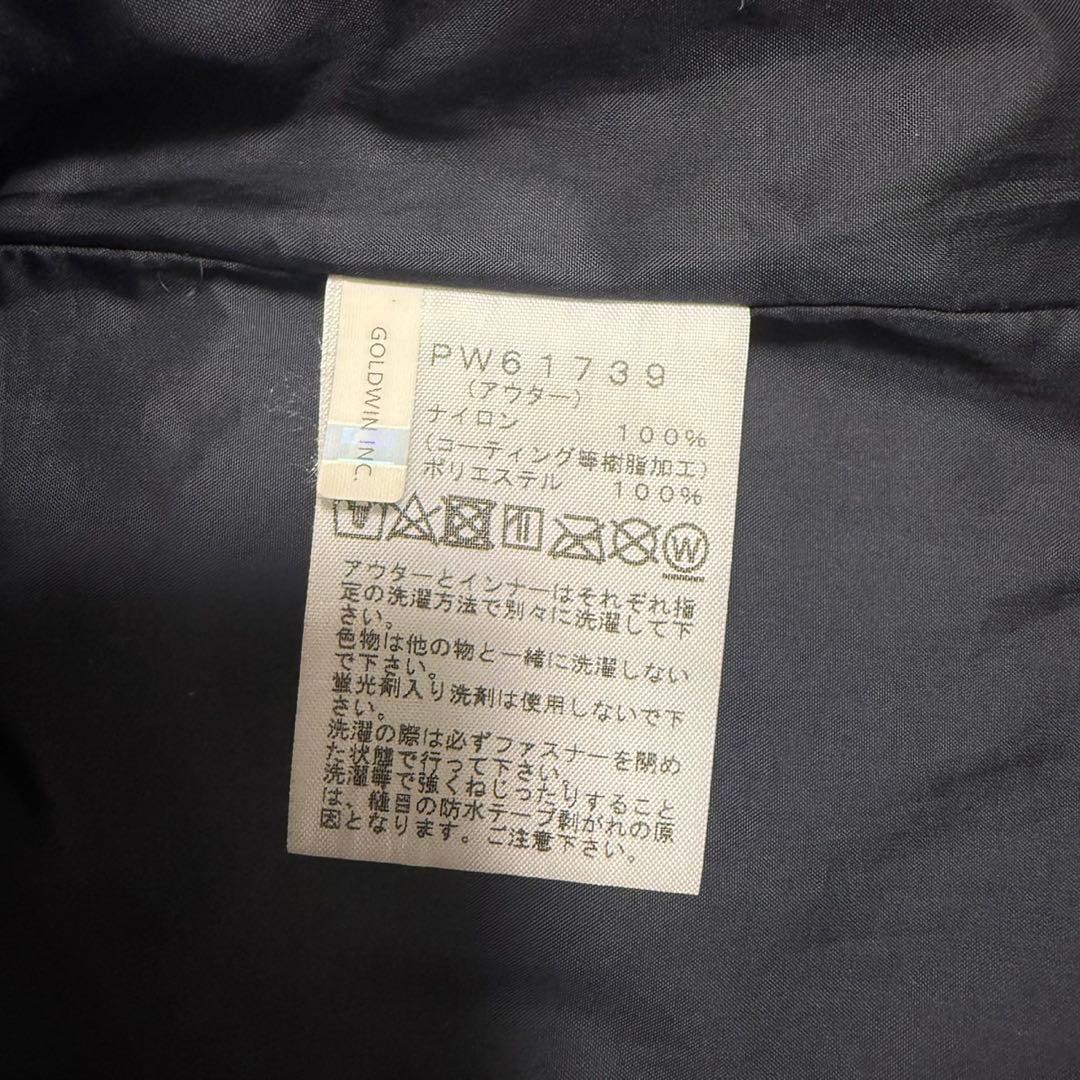 GOLDWIN INC.
PW61739
(アウター)
ナイロン 100%
(コーティング等樹脂加工)
ポリエステル 100%
W
アウターとインナーはそれぞれ指
定の洗濯方法で別々に洗濯して下
さい。
色物は他の物と一緒に洗濯しない
で下さい。
蛍光剤入り洗剤は使用しないで下
さい。
洗濯の際は必ずファスナーを閉め
た状態で行って下さい。
洗濯等で強くねじったりすること
は、縫目の防水テープ剥がれの原
因となります。ご注意下さい。